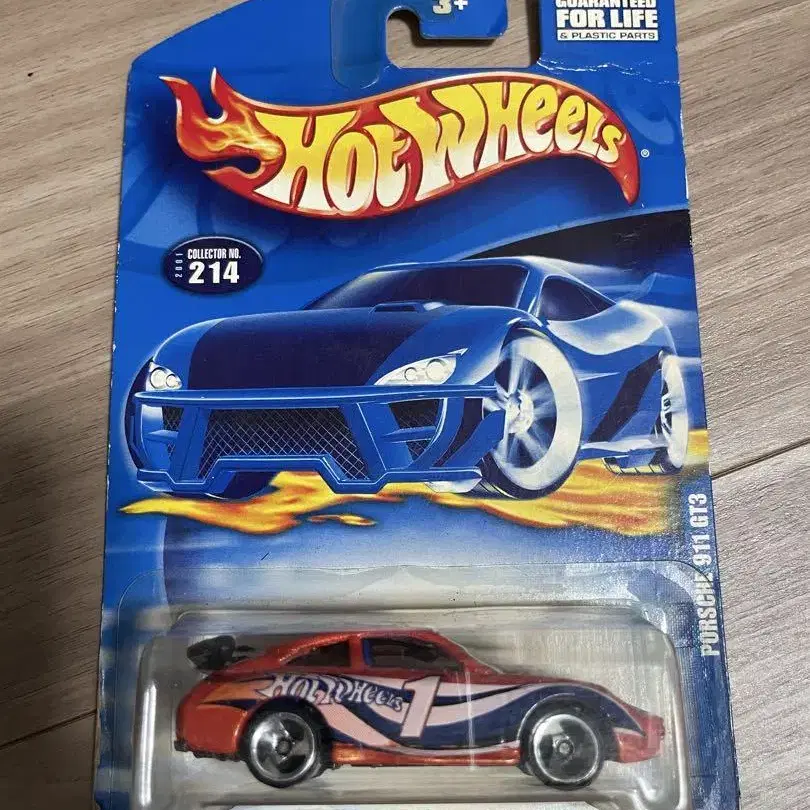 3+
GUARANTEED
FOR LIFE
& PLASTIC PARTS
HOT WHEELS®
2001
COLLECTOR NO.
214
PORSCHE 911 GT3
HOT WHEELS 1